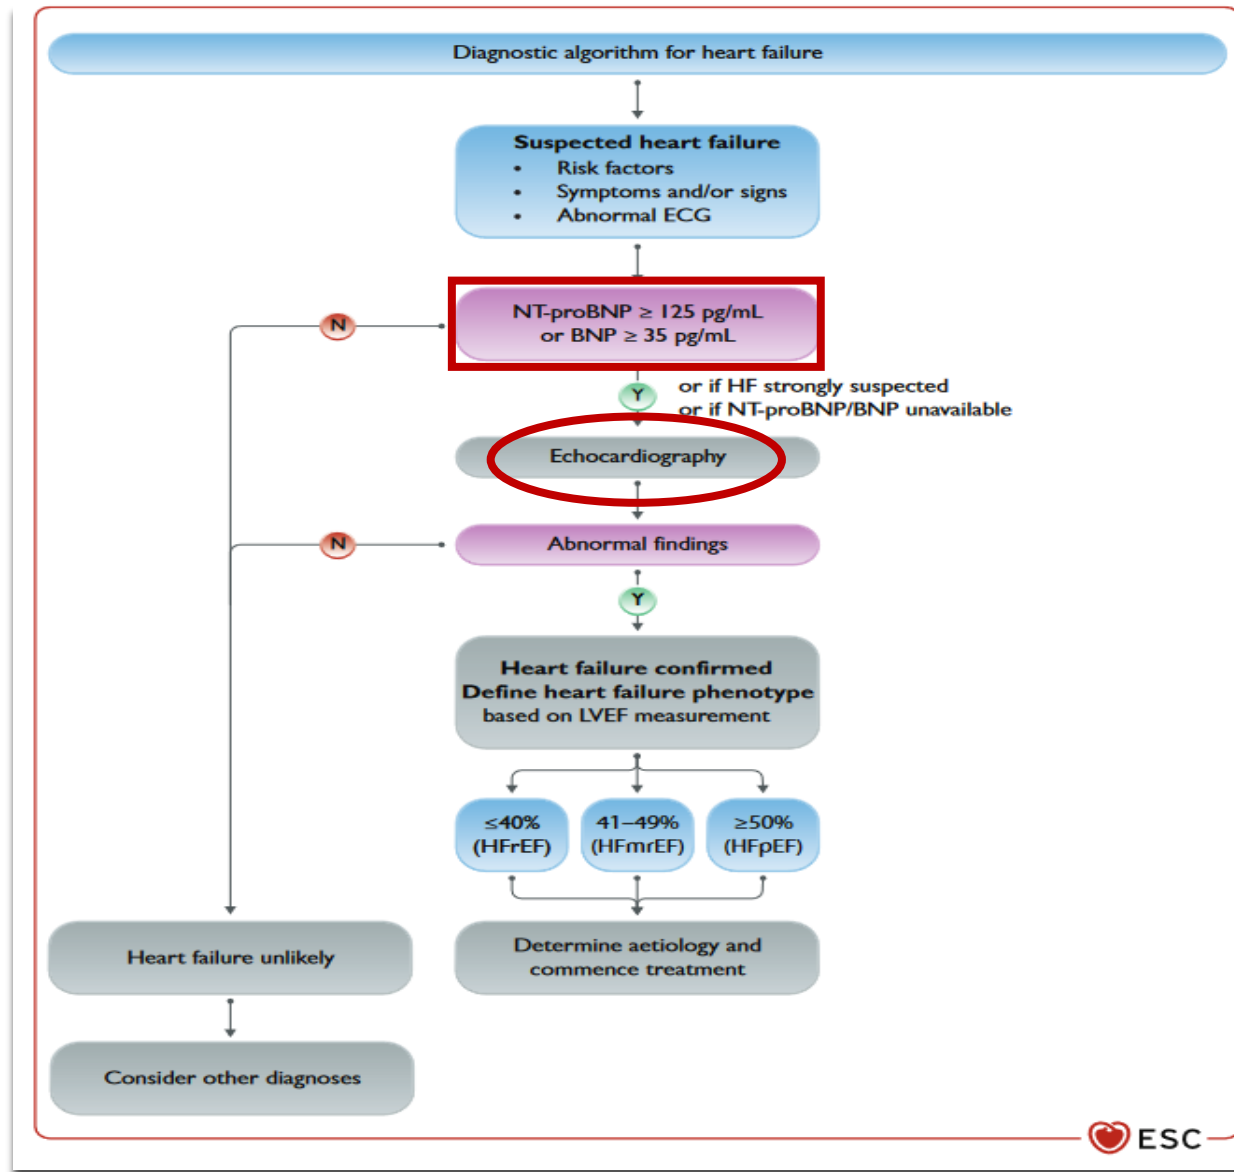 Diagnostic algorithm for heart failure
Suspected heart failure
• Risk factors
• Symptoms and/or signs
• Abnormal ECG
NT-proBNP ≥ 125 pg/mL
or BNP ≥ 35 pg/mL
N
Y
or if HF strongly suspected
or if NT-proBNP/BNP unavailable
Echocardiography
N
Abnormal findings
Y
Heart failure confirmed
Define heart failure phenotype
based on LVEF measurement
≤40%
(HFrEF)
41–49%
(HFmrEF)
≥50%
(HFpEF)
Heart failure unlikely
Determine aetiology and
commence treatment
Consider other diagnoses
ESC